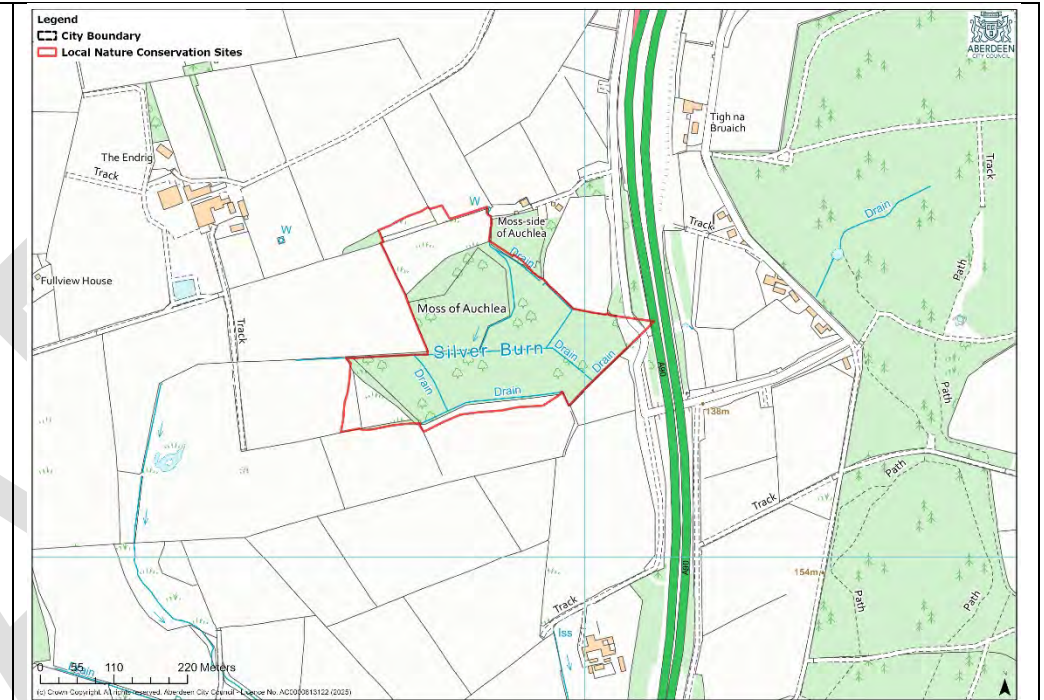 Legend
City Boundary
Local Nature Conservation Sites
ABERDEEN
CITY COUNCIL
Tigh na
Bruaich
The Endrig
Track
Track
Drain
W
Moss-side
of Auchlea
Track
W
Drain
Path
Fullview House
Moss of Auchlea
Track
Silver Burn
Drain
Drain
Drain
Drain
A90
138m
Path
Path
Track
A90
154m
Path
Path
Track
Iss
0 55 110 220 Meters
Drain
(c) Crown Copyright. All rights reserved. Aberdeen City Council - Licence No. AC0000813122 (2025)